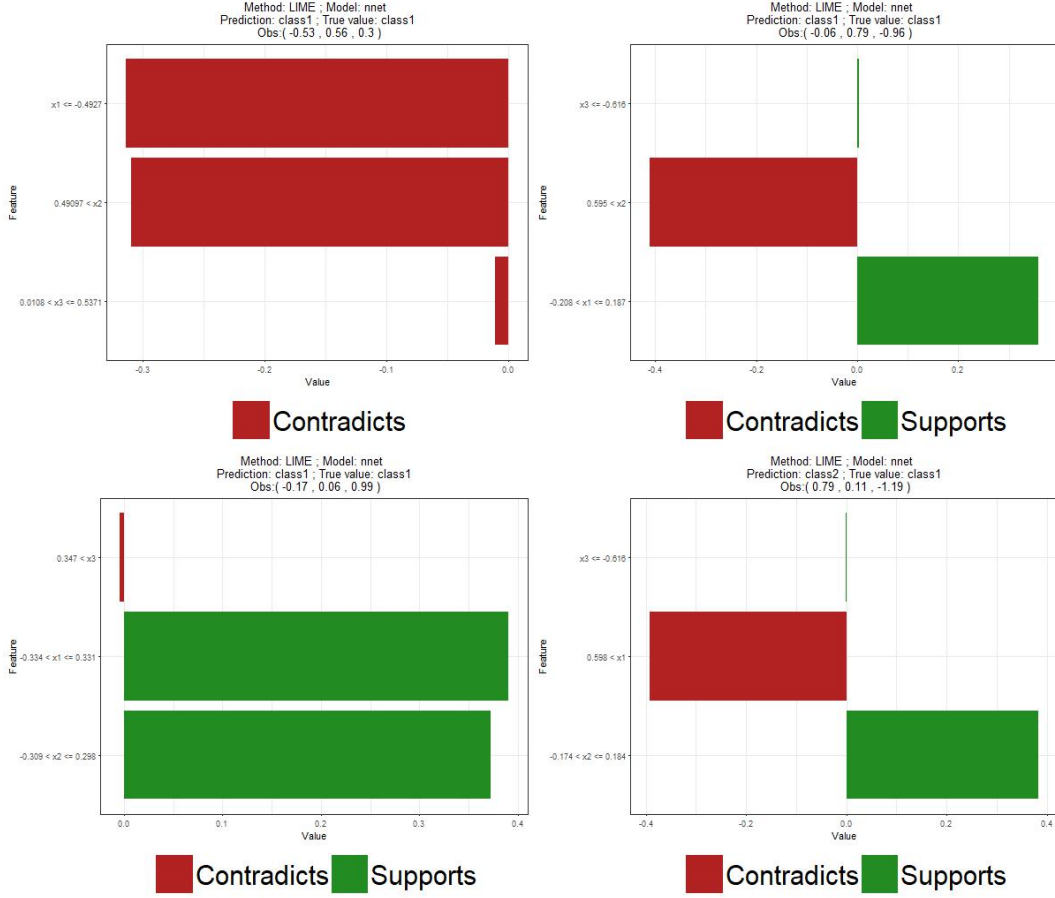 Method: LIME ; Model: nnet
Prediction: class1 ; True value: class1
Obs:( -0.53 , 0.56 , 0.3 )
Feature
x1 <= -0.4927
0.49097 < x2
0.0108 < x3 <= 0.5371
-0.3
-0.2
-0.1
0.0
Value
Contradicts
Method: LIME ; Model: nnet
Prediction: class1 ; True value: class1
Obs:( -0.06 , 0.79 , -0.96 )
Feature
x3 <= -0.616
0.595 < x2
-0.208 < x1 <= 0.187
-0.4
-0.2
0.0
0.2
Value
Contradicts Supports
Method: LIME ; Model: nnet
Prediction: class1 ; True value: class1
Obs:( -0.17 , 0.06 , 0.99 )
Feature
0.347 < x3
-0.334 < x1 <= 0.331
-0.309 < x2 <= 0.298
0.0
0.1
0.2
0.3
0.4
Value
Contradicts Supports
Method: LIME ; Model: nnet
Prediction: class2 ; True value: class1
Obs:( 0.79 , 0.11 , -1.19 )
Feature
x3 <= -0.616
0.598 < x1
-0.174 < x2 <= 0.184
-0.4
-0.2
0.0
0.2
0.4
Value
Contradicts Supports